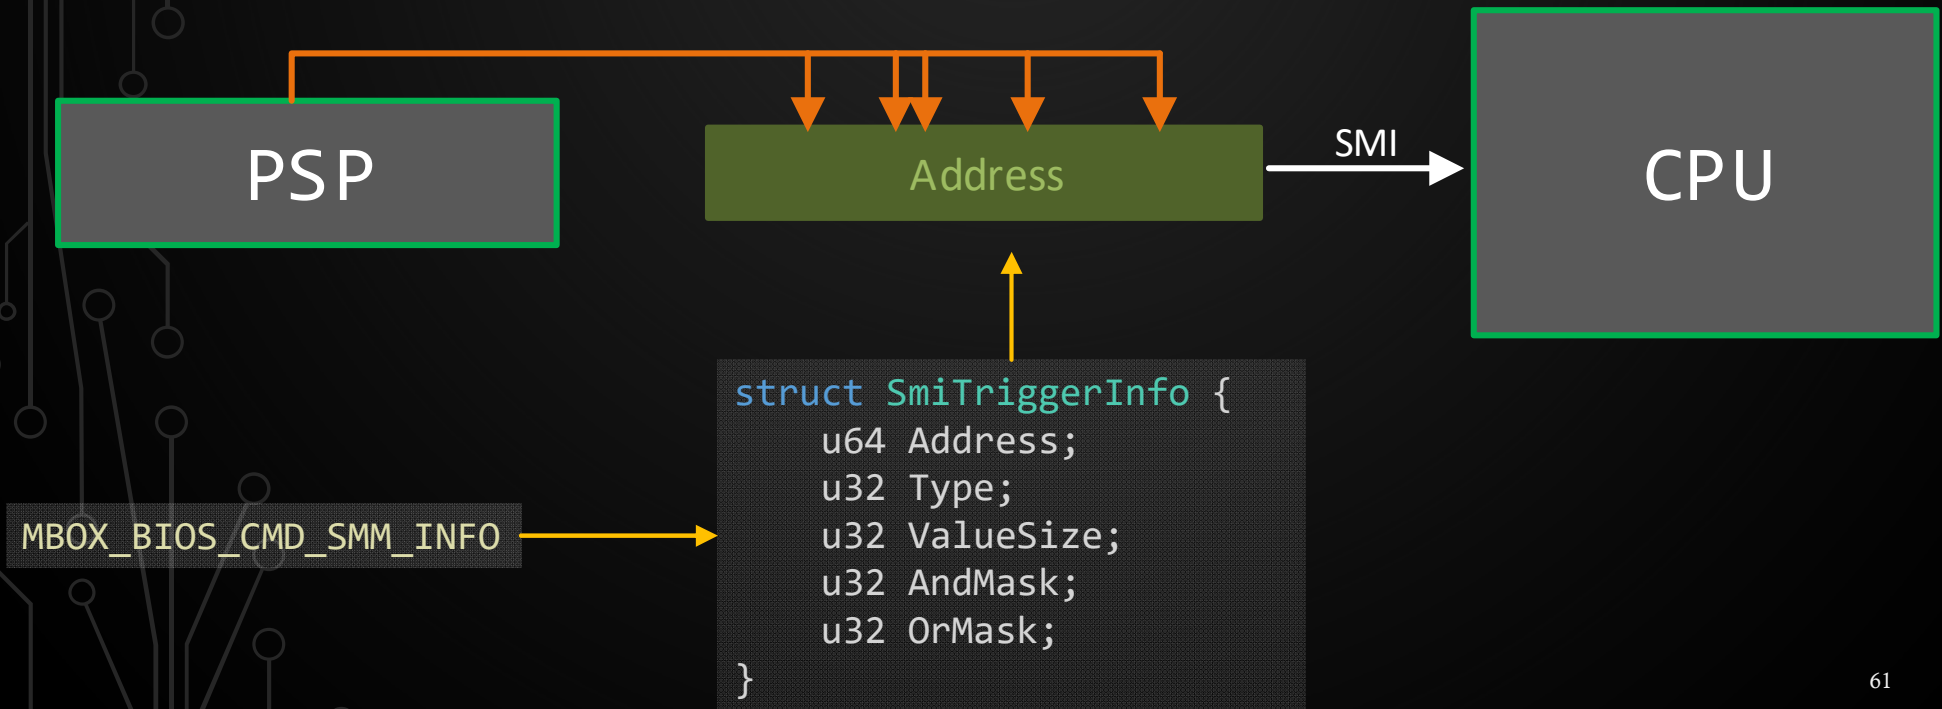 PSP
Address
SMI
CPU
struct SmiTriggerInfo {
u64 Address;
u32 Type;
u32 ValueSize;
u32 AndMask;
u32 OrMask;
}
MBOX_BIOS_CMD_SMM_INFO
61